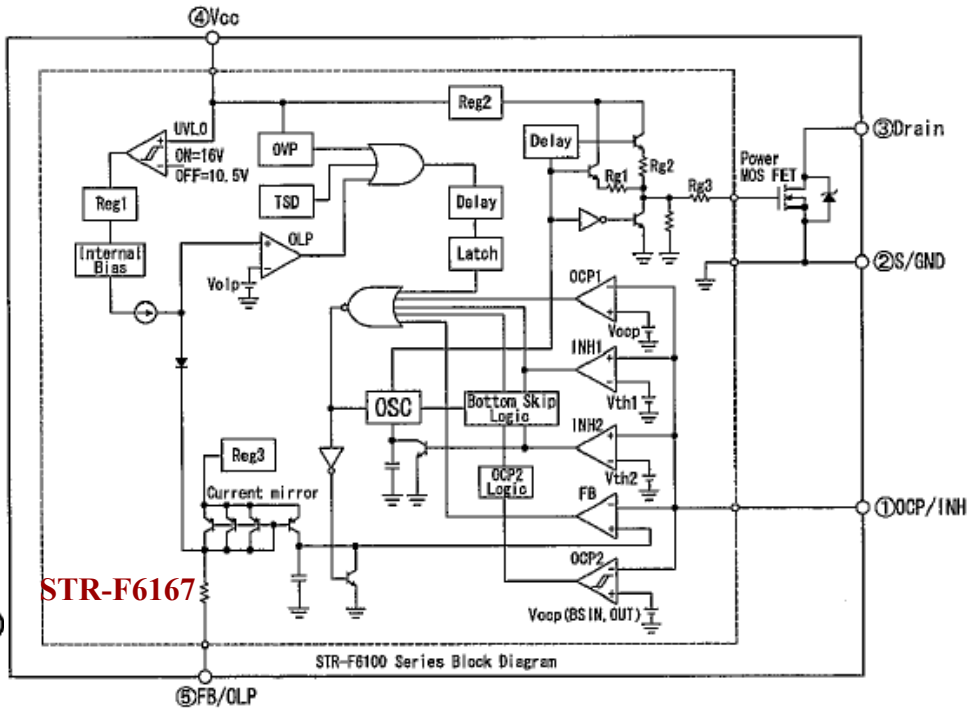 ④Vcc
Reg2
UVLO
ON=16V
OFF=10.5V
OVP
Delay
③Drain
Power
MOS FET
Rg2
Rg1
Rg3
TSD
Reg1
Delay
OLP
Internal
Bias
Latch
Volp
OCP1
②S/GND
Vocp
INH1
OSC
Bottom Skip
Logic
Vth1
INH2
Reg3
OCP2
Logic
Vth2
Current mirror
FB
①OCP/INH
OCP2
STR-F6167
Vocp(BSIN, OUT)
STR-F6100 Series Block Diagram
⑤FB/OLP